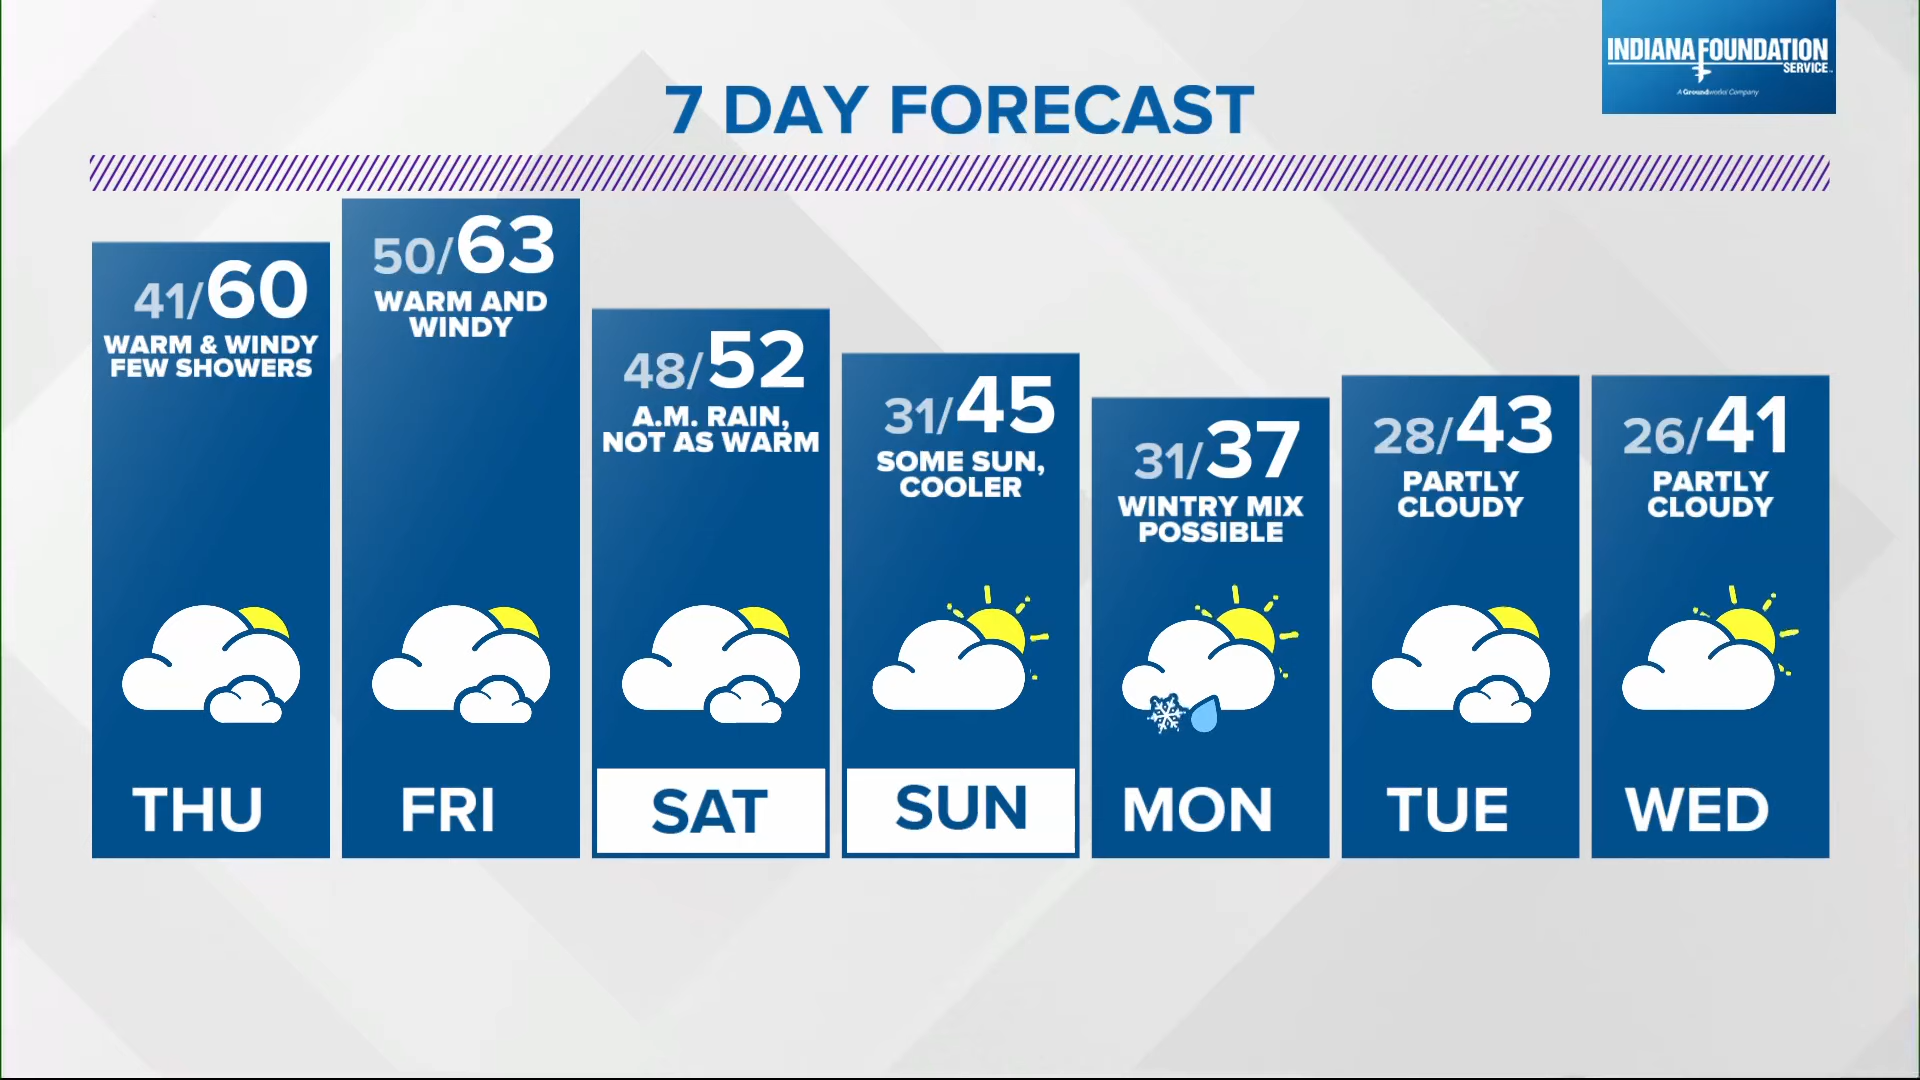 INDIANA FOUNDATION
SERVICE
A Groundworks Company
7 DAY FORECAST
41/60
WARM & WINDY
FEW SHOWERS
THU
50/63
WARM AND
WINDY
FRI
48/52
A.M. RAIN,
NOT AS WARM
SAT
31/45
SOME SUN,
COOLER
SUN
31/37
WINTRY MIX
POSSIBLE
MON
28/43
PARTLY
CLOUDY
TUE
26/41
PARTLY
CLOUDY
WED